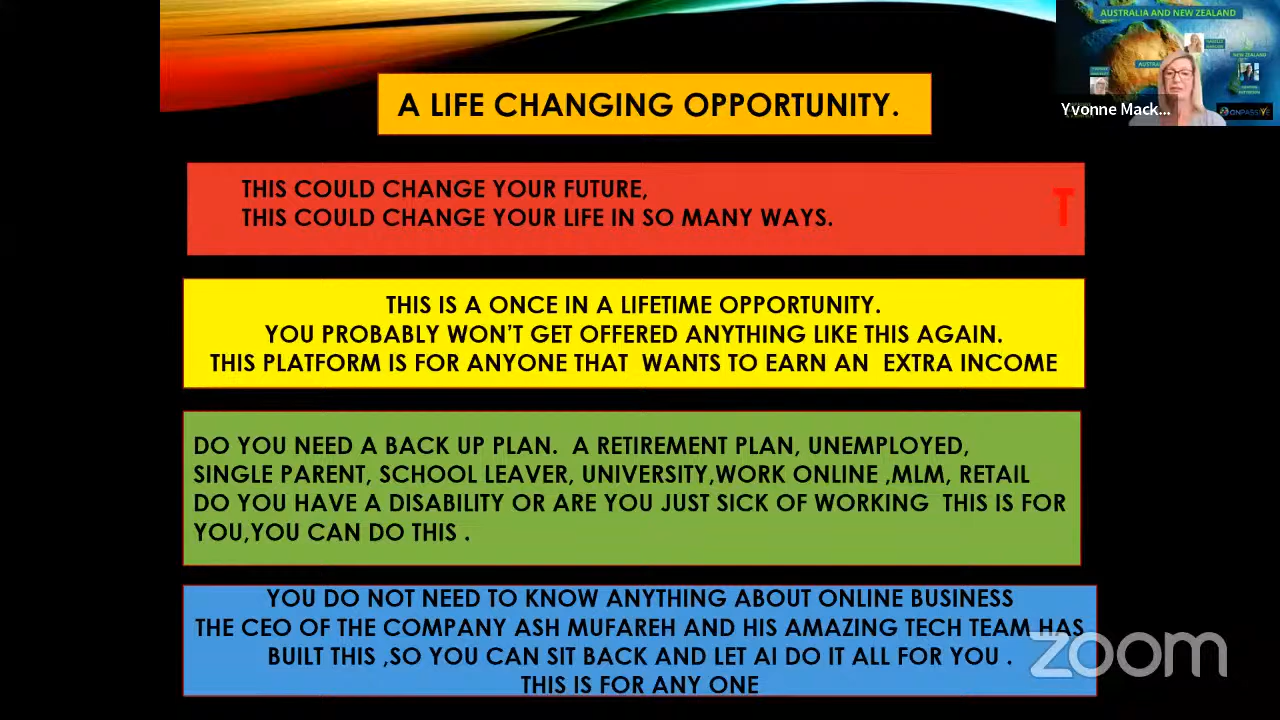 AUSTRALIA AND NEW ZEALAND
Yvonne Mack...
ONPASSIVE
A LIFE CHANGING OPPORTUNITY.
THIS COULD CHANGE YOUR FUTURE,
THIS COULD CHANGE YOUR LIFE IN SO MANY WAYS.
T
THIS IS A ONCE IN A LIFETIME OPPORTUNITY.
YOU PROBABLY WON'T GET OFFERED ANYTHING LIKE THIS AGAIN.
THIS PLATFORM IS FOR ANYONE THAT WANTS TO EARN AN EXTRA INCOME
DO YOU NEED A BACK UP PLAN. A RETIREMENT PLAN, UNEMPLOYED,
SINGLE PARENT, SCHOOL LEAVER, UNIVERSITY,WORK ONLINE ,MLM, RETAIL
DO YOU HAVE A DISABILITY OR ARE YOU JUST SICK OF WORKING THIS IS FOR
YOU,YOU CAN DO THIS .
YOU DO NOT NEED TO KNOW ANYTHING ABOUT ONLINE BUSINESS
THE CEO OF THE COMPANY ASH MUFAREH AND HIS AMAZING TECH TEAM HAS
BUILT THIS ,SO YOU CAN SIT BACK AND LET AI DO IT ALL FOR YOU .
THIS IS FOR ANY ONE
zoom